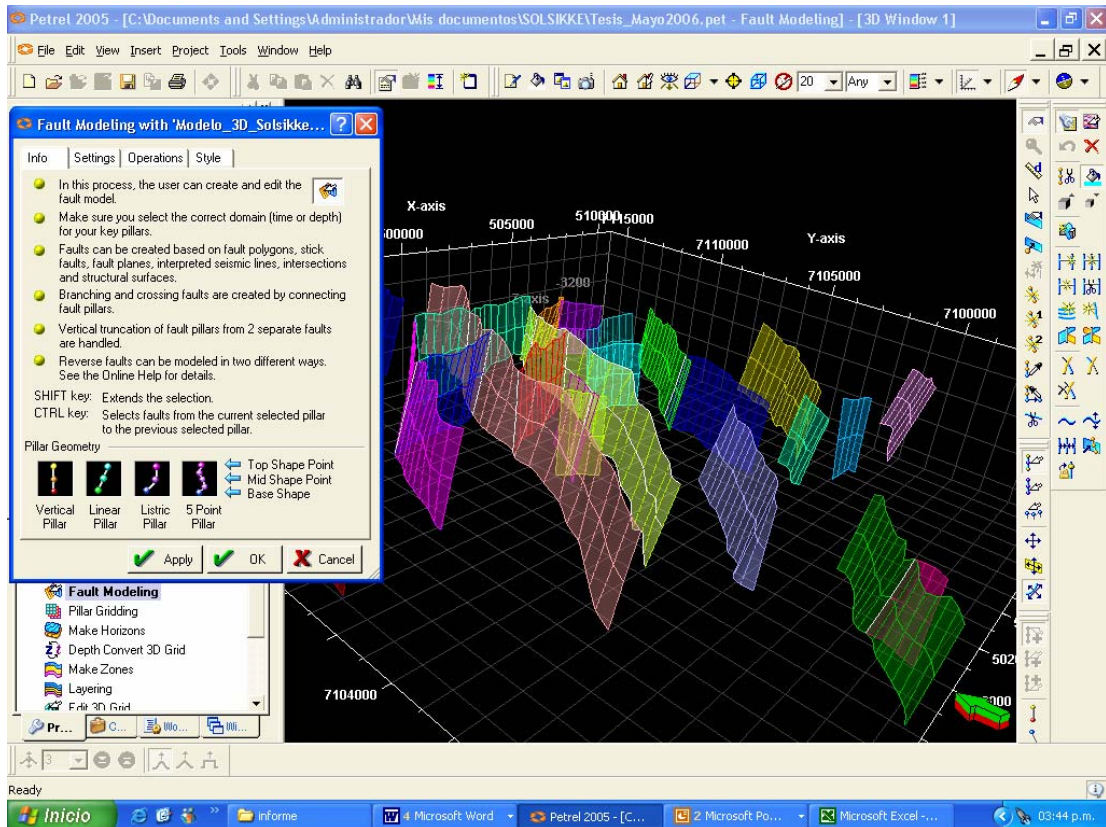 Petrel 2005 - [C:\Documents and Settings\Administrador\Mis documentos\SOLSIKKE\Tesis_Mayo2006.pet - Fault Modeling] - [3D Window 1]
File Edit View Insert Project Tools Window Help
20 Any
Fault Modeling with 'Modelo_3D_Solsikke...
Info Settings Operations Style
In this process, the user can create and edit the
fault model.
Make sure you select the correct domain (time or depth)
for your key pillars.
Faults can be created based on fault polygons, stick
faults, fault planes, interpreted seismic lines, intersections
and structural surfaces.
Branching and crossing faults are created by connecting
fault pillars.
Vertical truncation of fault pillars from 2 separate faults
are handled.
Reverse faults can be modeled in two different ways.
See the Online Help for details.
SHIFT key: Extends the selection.
CTRL key: Selects faults from the current selected pillar
to the previous selected pillar.
Pillar Geometry
Top Shape Point
Mid Shape Point
Base Shape
Vertical Pillar
Linear Pillar
Listric Pillar
5 Point Pillar
Apply OK Cancel
Fault Modeling
Pillar Gridding
Make Horizons
Depth Convert 3D Grid
Make Zones
Layering
Edit 3D Grid
Pr... C... Wo... Wi...
X-axis
505000
7115000
7110000
Y-axis
7105000
7100000
-3200
7104000
3
Ready
Inicio
informe
4 Microsoft Word
Petrel 2005 - [C...
2 Microsoft Po...
Microsoft Excel -...
03:44 p.m.